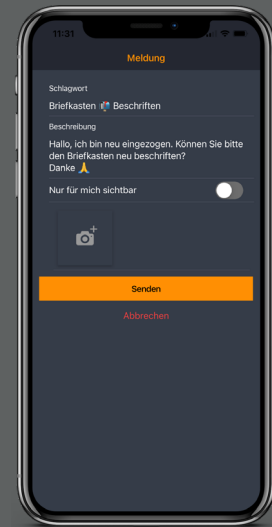 11:31
Meldung
Schlagwort
Briefkasten 📬 Beschriften
Beschreibung
Hallo, ich bin neu eingezogen. Können Sie bitte
den Briefkasten neu beschriften?
Danke 🙏
Nur für mich sichtbar
Senden
Abbrechen